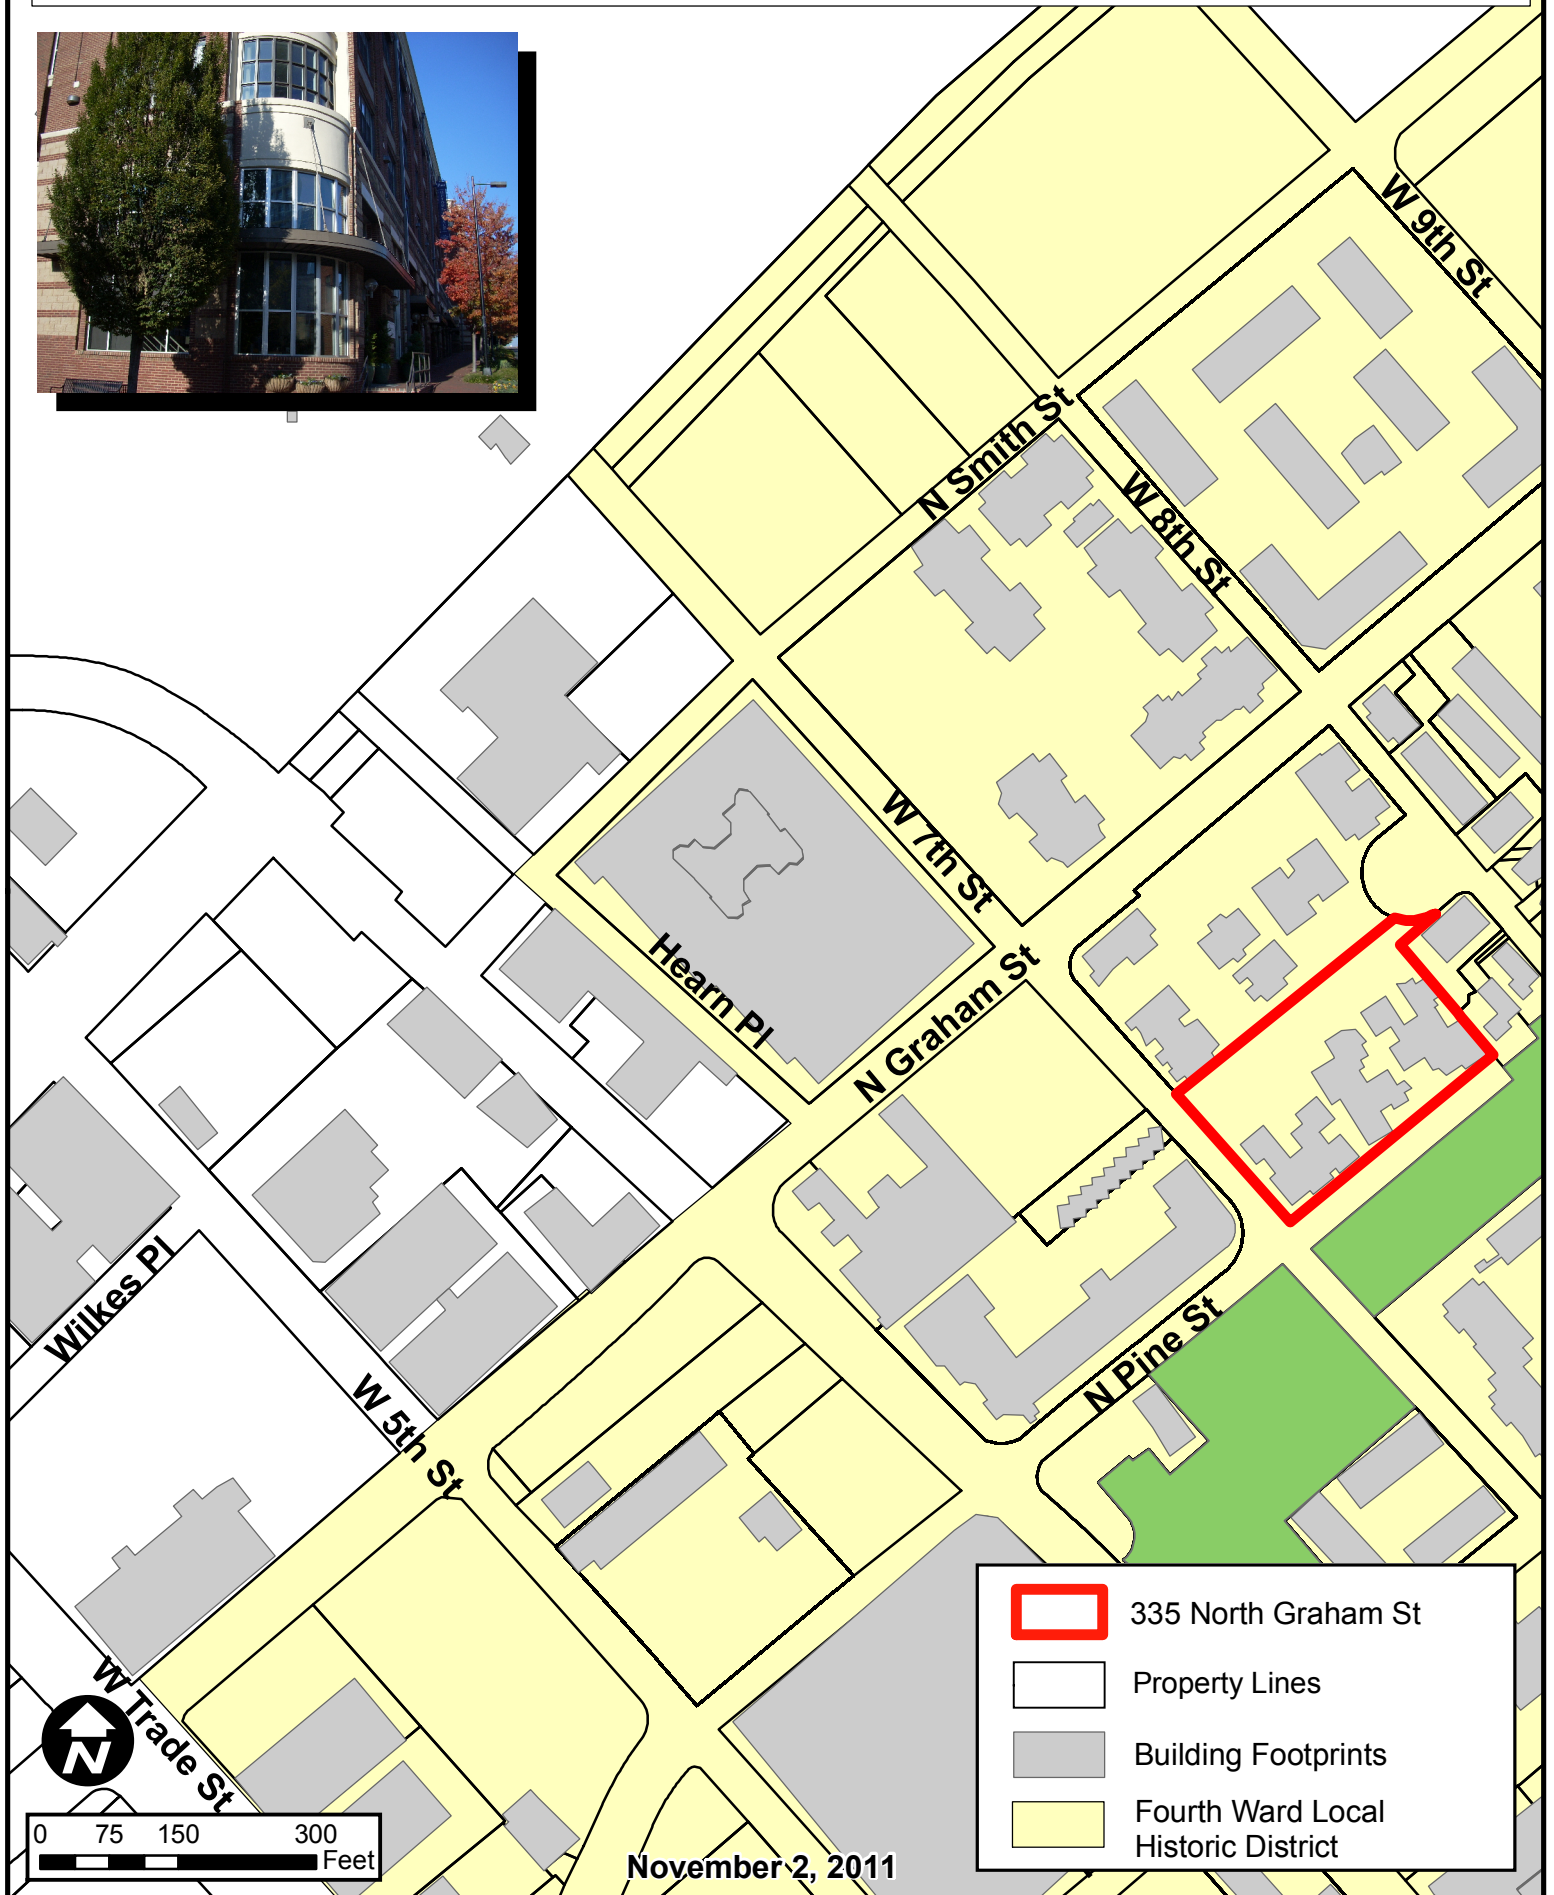 W 9th St
N Smith St
W 8th St
W 7th St
Hearn Pl
N Graham St
Wilkes Pl
N Pine St
W 5th St
W Trade St
N
0 75 150 300
Feet
November 2, 2011
335 North Graham St
Property Lines
Building Footprints
Fourth Ward Local
Historic District